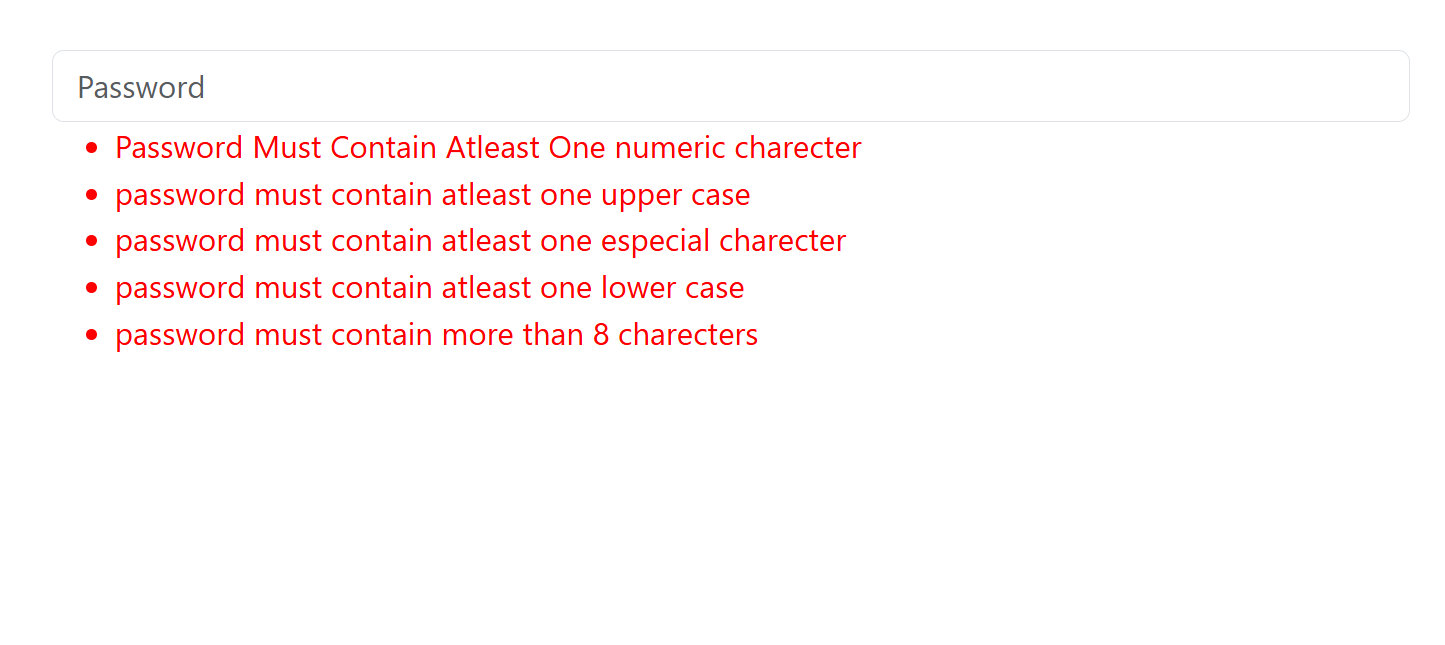 Password
Password Must Contain Atleast One numeric charecter
password must contain atleast one upper case
password must contain atleast one especial charecter
password must contain atleast one lower case
password must contain more than 8 charecters